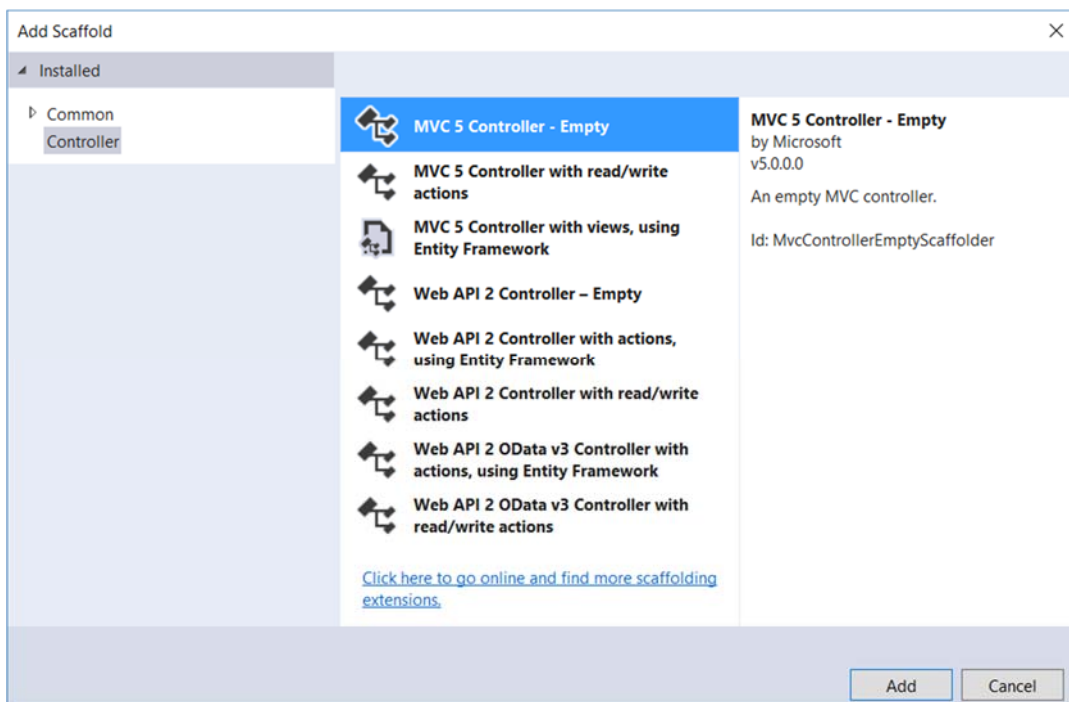 Add Scaffold
Installed
Common
Controller
MVC 5 Controller - Empty
MVC 5 Controller with read/write
actions
MVC 5 Controller with views, using
Entity Framework
Web API 2 Controller – Empty
Web API 2 Controller with actions,
using Entity Framework
Web API 2 Controller with read/write
actions
Web API 2 OData v3 Controller with
actions, using Entity Framework
Web API 2 OData v3 Controller with
read/write actions
Click here to go online and find more scaffolding
extensions.
MVC 5 Controller - Empty
by Microsoft
v5.0.0.0
An empty MVC controller.
Id: MvcControllerEmptyScaffolder
Add
Cancel